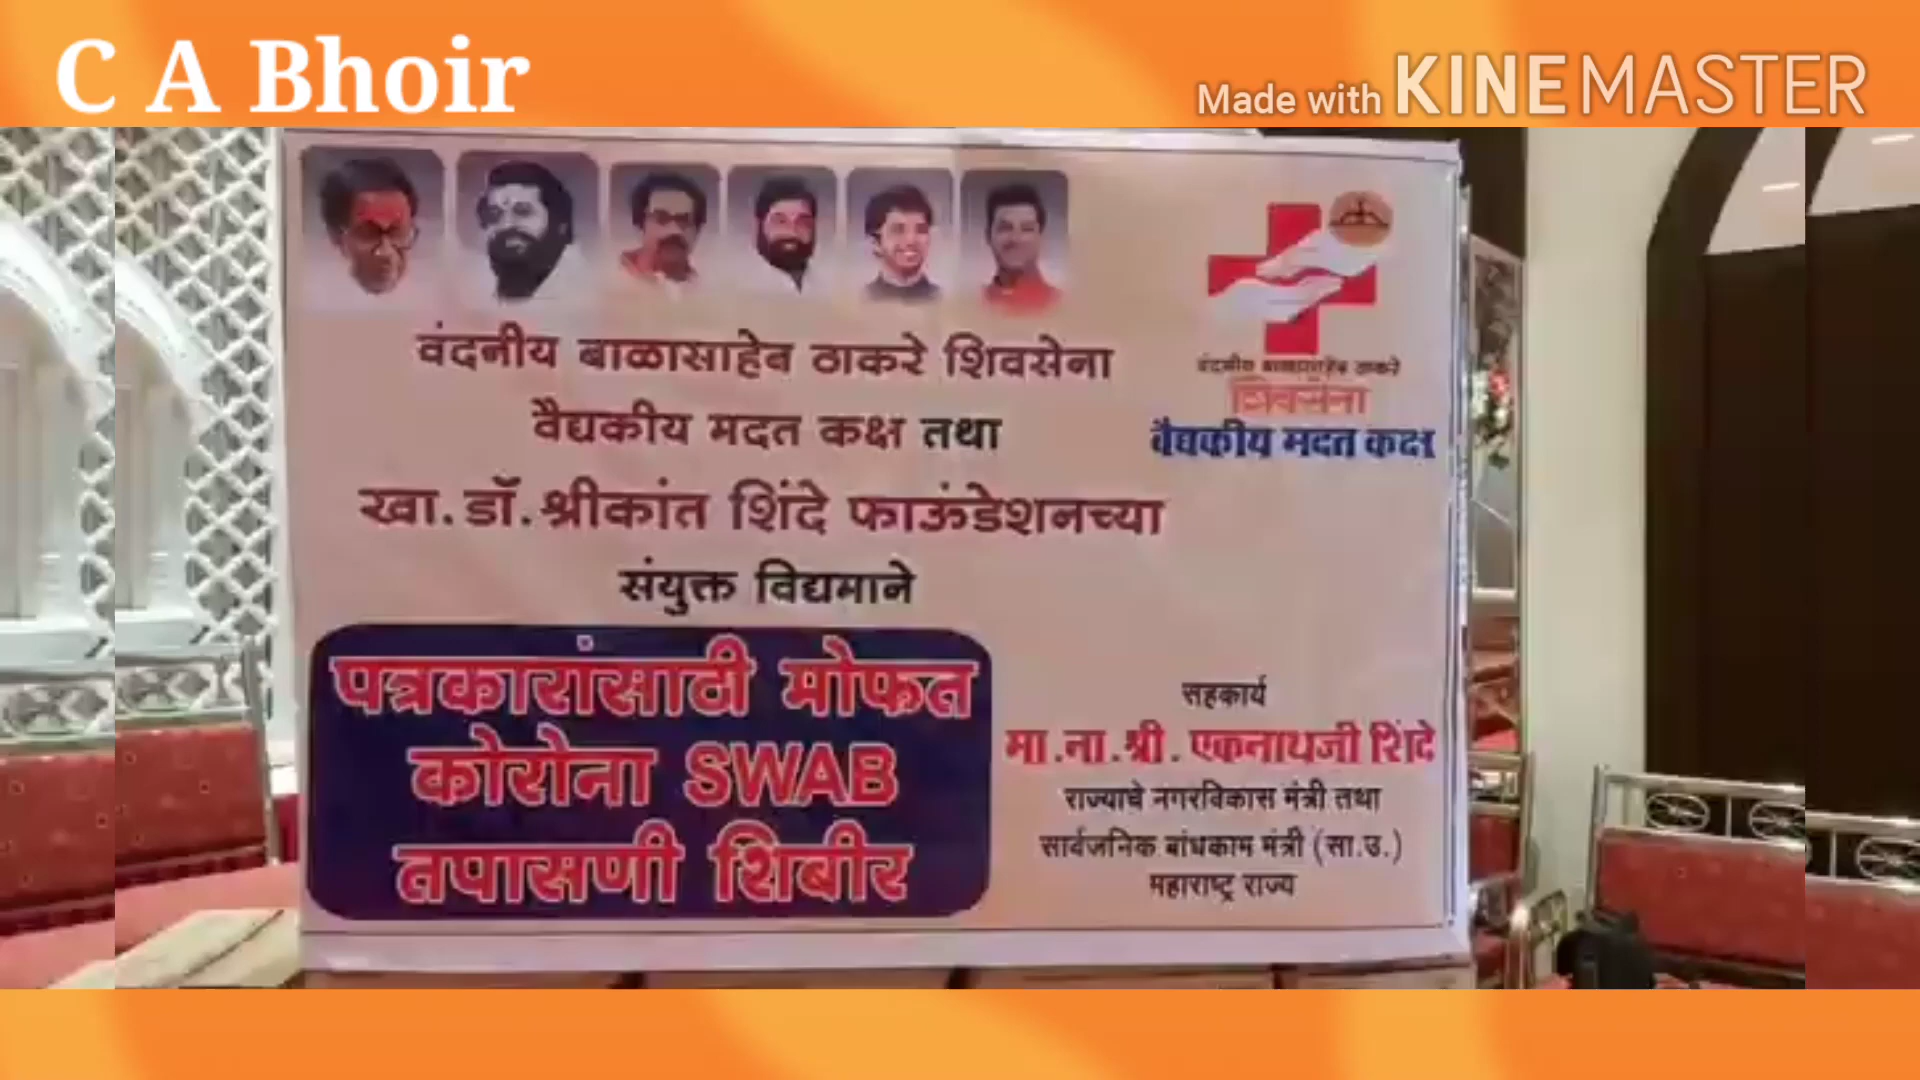 C A Bhoir
Made with KINEMASTER
वंदनीय बाळासाहेब ठाकरे शिवसेना
वैद्यकीय मदत कक्ष तथा
खा. डॉ. श्रीकांत शिंदे फाऊंडेशनच्या
संयुक्त विद्यमाने
पत्रकारांसाठी मोफत
कोरोना SWAB
तपासणी शिबीर
वंदनीय बाळासाहेब ठाकरे
शिवसेना
वैद्यकीय मदत कक्ष
सहकार्य
मा.ना.श्री. एकनाथजी शिंदे
राज्याचे नगरविकास मंत्री तथा
सार्वजनिक बांधकाम मंत्री (सा.उ.)
महाराष्ट्र राज्य